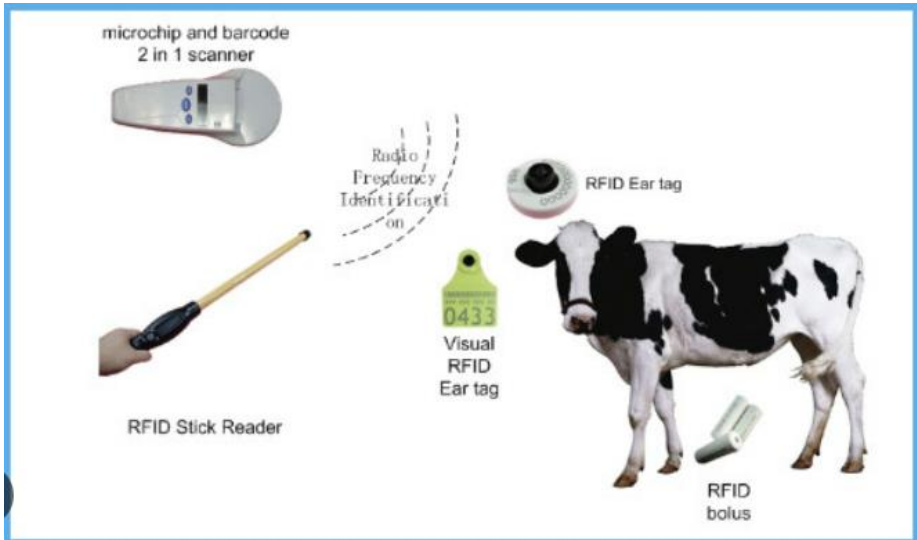 microchip and barcode
2 in 1 scanner
Radio
Frequency
Identificati
on
RFID Ear tag
0433
Visual
RFID
Ear tag
RFID Stick Reader
RFID
bolus